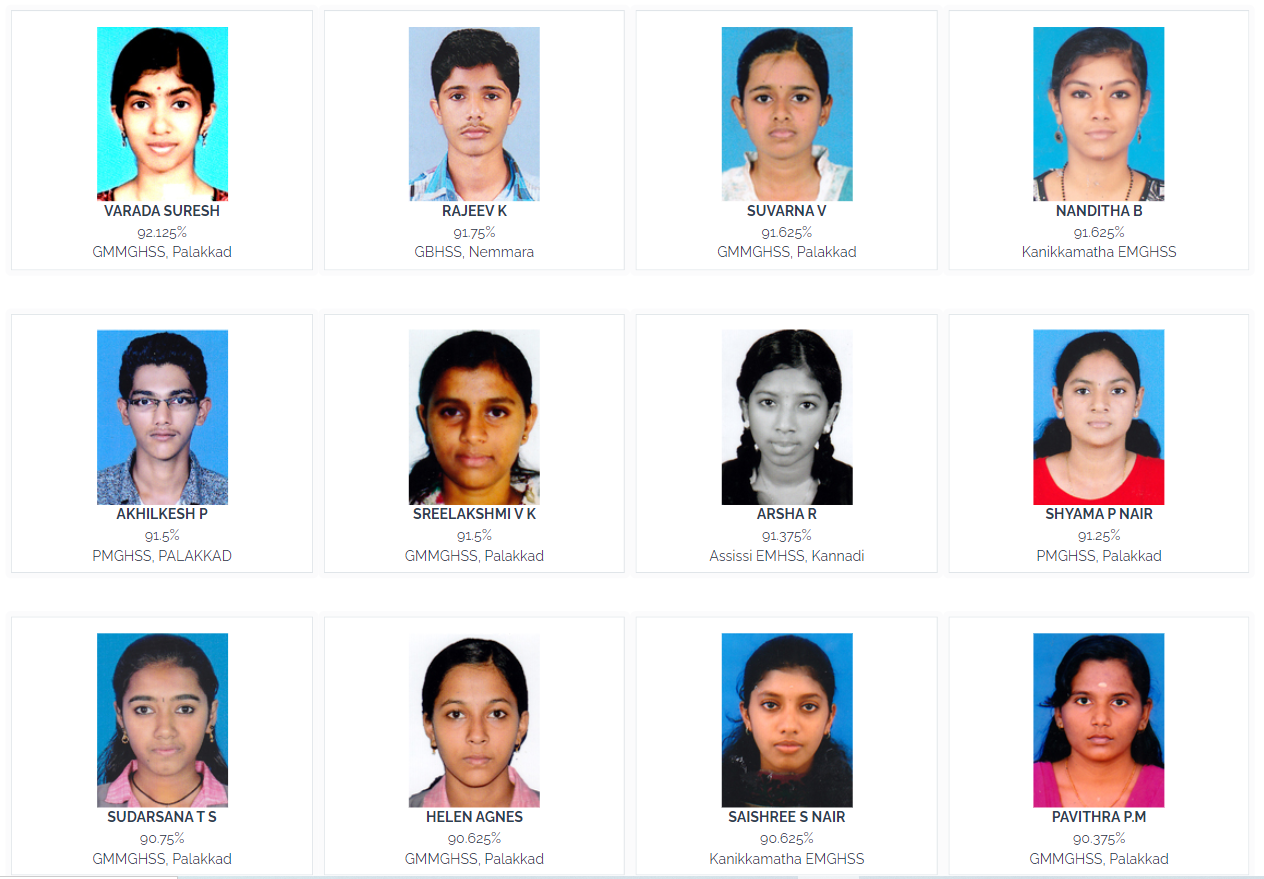 VARADA SURESH
92.125%
GMMGHSS, Palakkad
RAJEEV K
91.75%
GBHSS, Nemmara
SUVARNA V
91.625%
GMMGHSS, Palakkad
NANDITHA B
91.625%
Kanikkamatha EMGHSS
AKHILKESH P
91.5%
PMGHSS, PALAKKAD
SREELAKSHMI V K
91.5%
GMMGHSS, Palakkad
ARSHA R
91.375%
Assissi EMHSS, Kannadi
SHYAMA P NAIR
91.25%
PMGHSS, Palakkad
SUDARSANA T S
90.75%
GMMGHSS, Palakkad
HELEN AGNES
90.625%
GMMGHSS, Palakkad
SAISHREE S NAIR
90.625%
Kanikkamatha EMGHSS
PAVITHRA P.M
90.375%
GMMGHSS, Palakkad